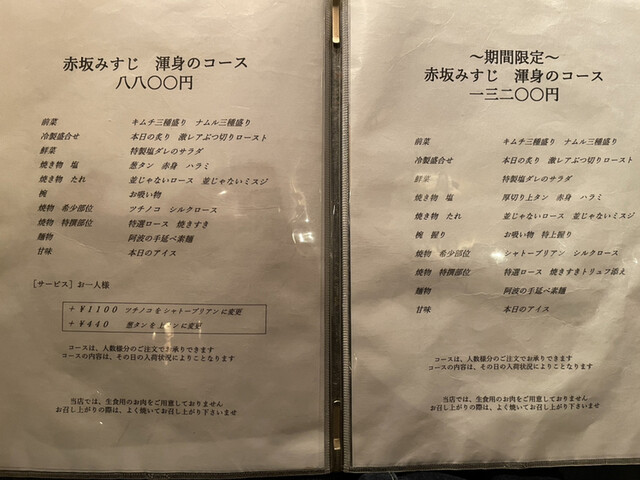 赤坂みすじ 渾身のコース
八八〇〇円
前菜 キムチ三種盛り ナムル三種盛り
冷製盛合せ 本日の炙り 激レアぶつ切りロースト
鮮菜 特製塩ダレのサラダ
焼き物 塩 葱タン 赤身 ハラミ
焼き物 たれ 並じゃないロース 並じゃないミスジ
椀 お吸い物
焼物 希少部位 ツチノコ シルクロース
焼物 特撰部位 特選ロース 焼きすき
麺物 阿波の手延べ素麺
甘味 本日のアイス
[サービス] お一人様
+ ¥1100 ツチノコをシャトーブリアンに変更
+ ¥440 葱タンを上タンに変更
コースは、人数様分のご注文でお承りできます
コースの内容は、その日の入荷状況によりことなります
当店では、生食用のお肉をご用意しておりません
お召し上がりの際は、よく焼いてお召し上がり下さいませ
～期間限定～
赤坂みすじ 渾身のコース
一三二〇〇円
前菜 キムチ三種盛り ナムル三種盛り
冷製盛合せ 本日の炙り 激レアぶつ切りロースト
鮮菜 特製塩ダレのサラダ
焼き物 塩 厚切り上タン 赤身 ハラミ
焼き物 たれ 並じゃないロース 並じゃないミスジ
椀 握り お吸い物 特上握り
焼物 希少部位 シャトーブリアン シルクロース
焼物 特撰部位 特選ロース 焼すきトリュフ添え
麺物 阿波の手延べ素麺
甘味 本日のアイス
コースは、人数様分のご注文でお承りできます
コースの内容は、その日の入荷状況によりことなります
当店では、生食用のお肉をご用意しておりません
お召し上がりの際は、よく焼いてお召し上がり下さいませ